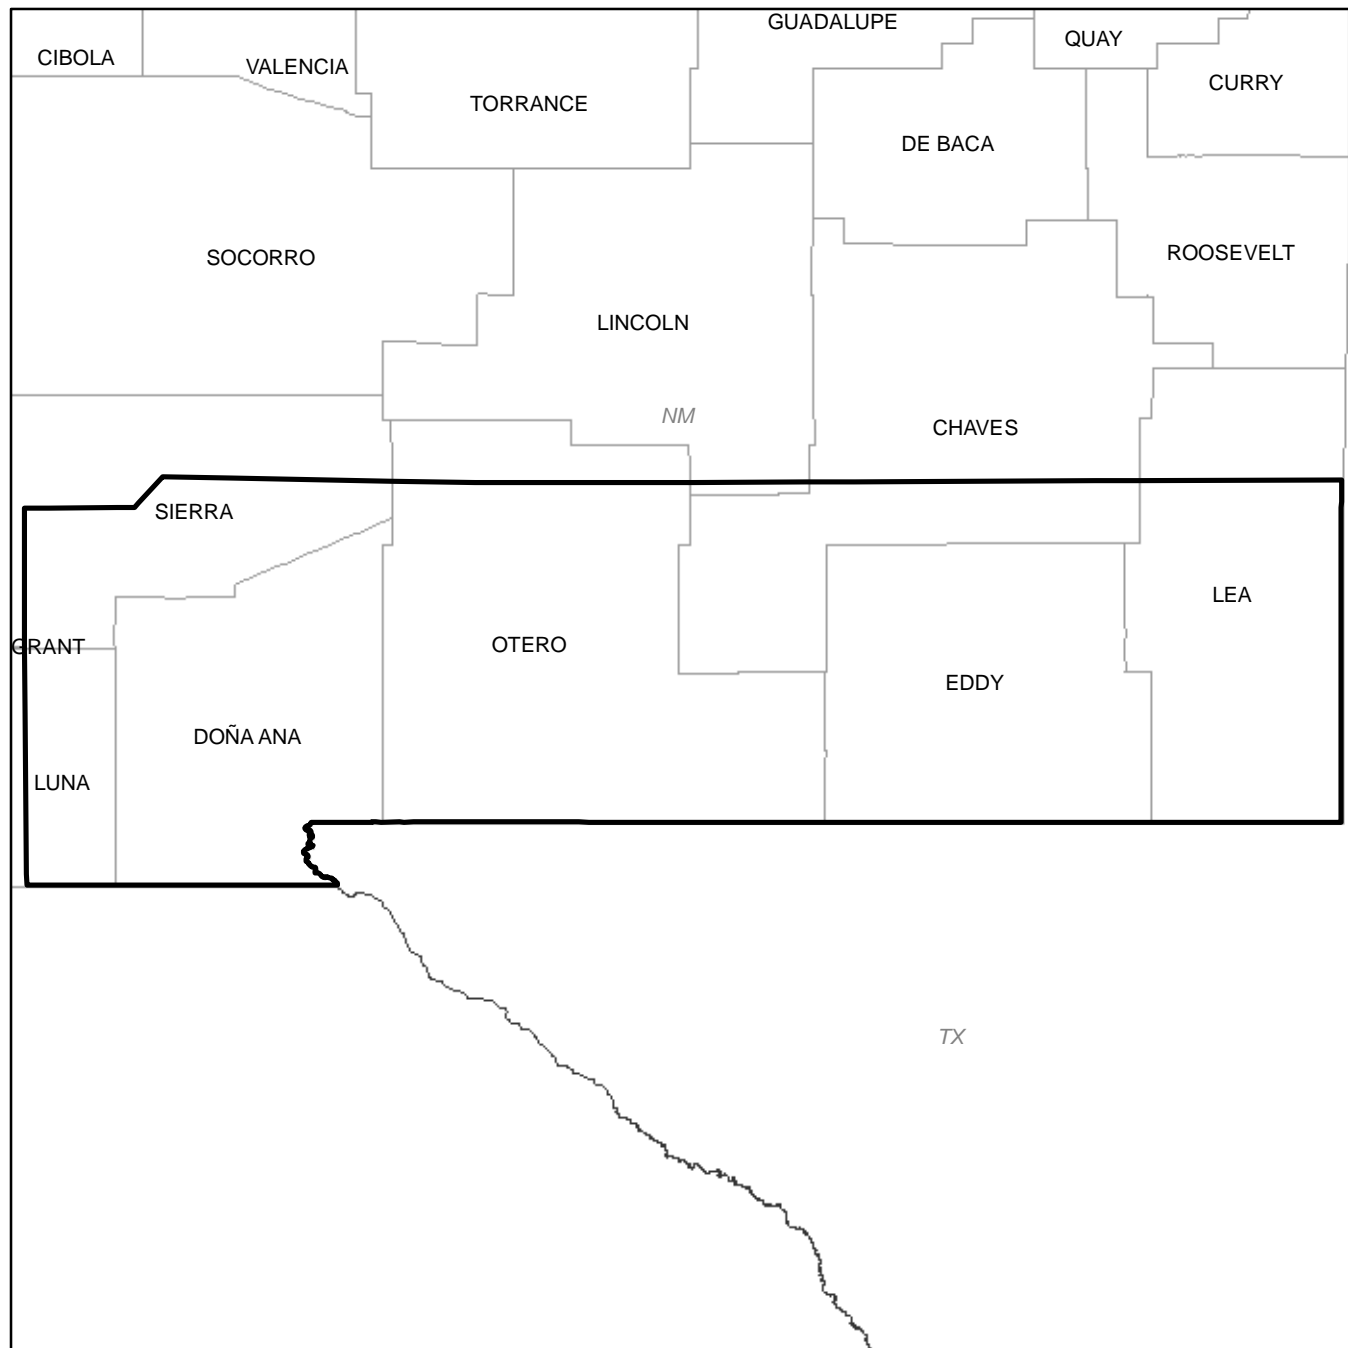 GUADALUPE
QUAY
CIBOLA
VALENCIA
CURRY
TORRANCE
DE BACA
ROOSEVELT
SOCORRO
LINCOLN
NM
CHAVES
SIERRA
LEA
GRANT
OTERO
EDDY
DOÑA ANA
LUNA
TX